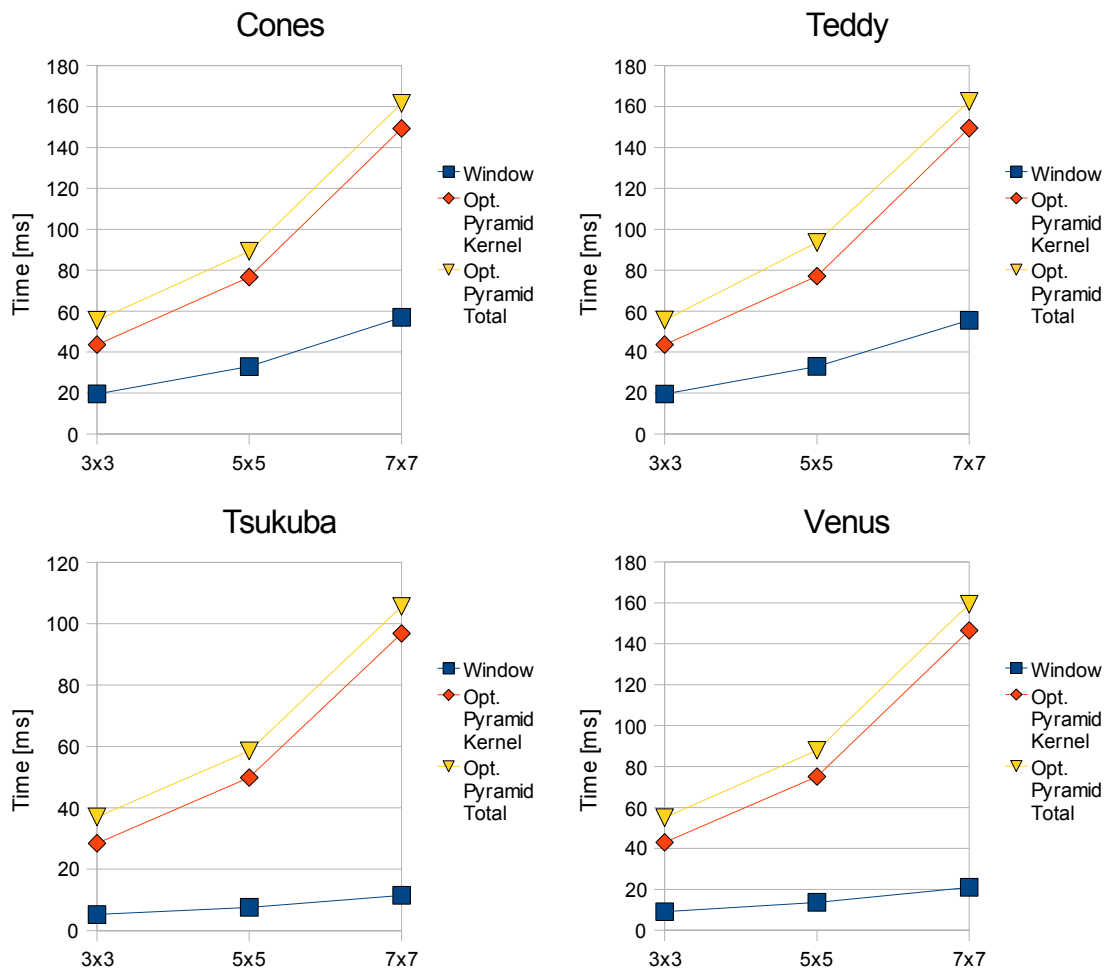 Cones
180
160
140
120
100
80
60
40
20
0
Time [ms]
3x3
5x5
7x7
Window
Opt.
Pyramid
Kernel
Opt.
Pyramid
Total
Teddy
180
160
140
120
100
80
60
40
20
0
Time [ms]
3x3
5x5
7x7
Window
Opt.
Pyramid
Kernel
Opt.
Pyramid
Total
Tsukuba
120
100
80
60
40
20
0
Time [ms]
3x3
5x5
7x7
Window
Opt.
Pyramid
Kernel
Opt.
Pyramid
Total
Venus
180
160
140
120
100
80
60
40
20
0
Time [ms]
3x3
5x5
7x7
Window
Opt.
Pyramid
Kernel
Opt.
Pyramid
Total